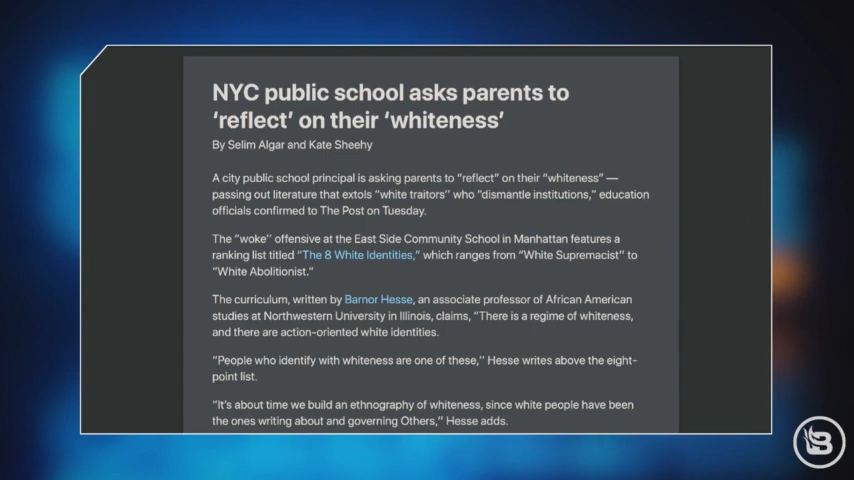 NYC public school asks parents to
‘reflect’ on their ‘whiteness’
By Selim Algar and Kate Sheehy
A city public school principal is asking parents to “reflect” on their “whiteness” —
passing out literature that extols “white traitors’’ who “dismantle institutions,” education
officials confirmed to The Post on Tuesday.
The “woke’’ offensive at the East Side Community School in Manhattan features a
ranking list titled “The 8 White Identities,” which ranges from “White Supremacist” to
“White Abolitionist.”
The curriculum, written by Barnor Hesse, an associate professor of African American
studies at Northwestern University in Illinois, claims, “There is a regime of whiteness,
and there are action-oriented white identities.
“People who identify with whiteness are one of these,’’ Hesse writes above the eight-
point list.
“It’s about time we build an ethnography of whiteness, since white people have been
the ones writing about and governing Others,” Hesse adds.
B